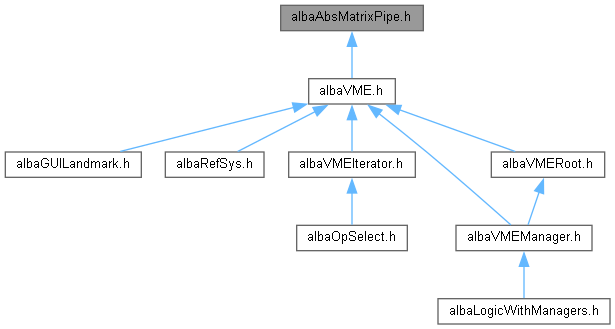 albaAbsMatrixPipe.h
albaVME.h
albaGUILandmark.h
albaRefSys.h
albaVMEIterator.h
albaVMERoot.h
albaOpSelect.h
albaVMEManager.h
albaLogicWithManagers.h